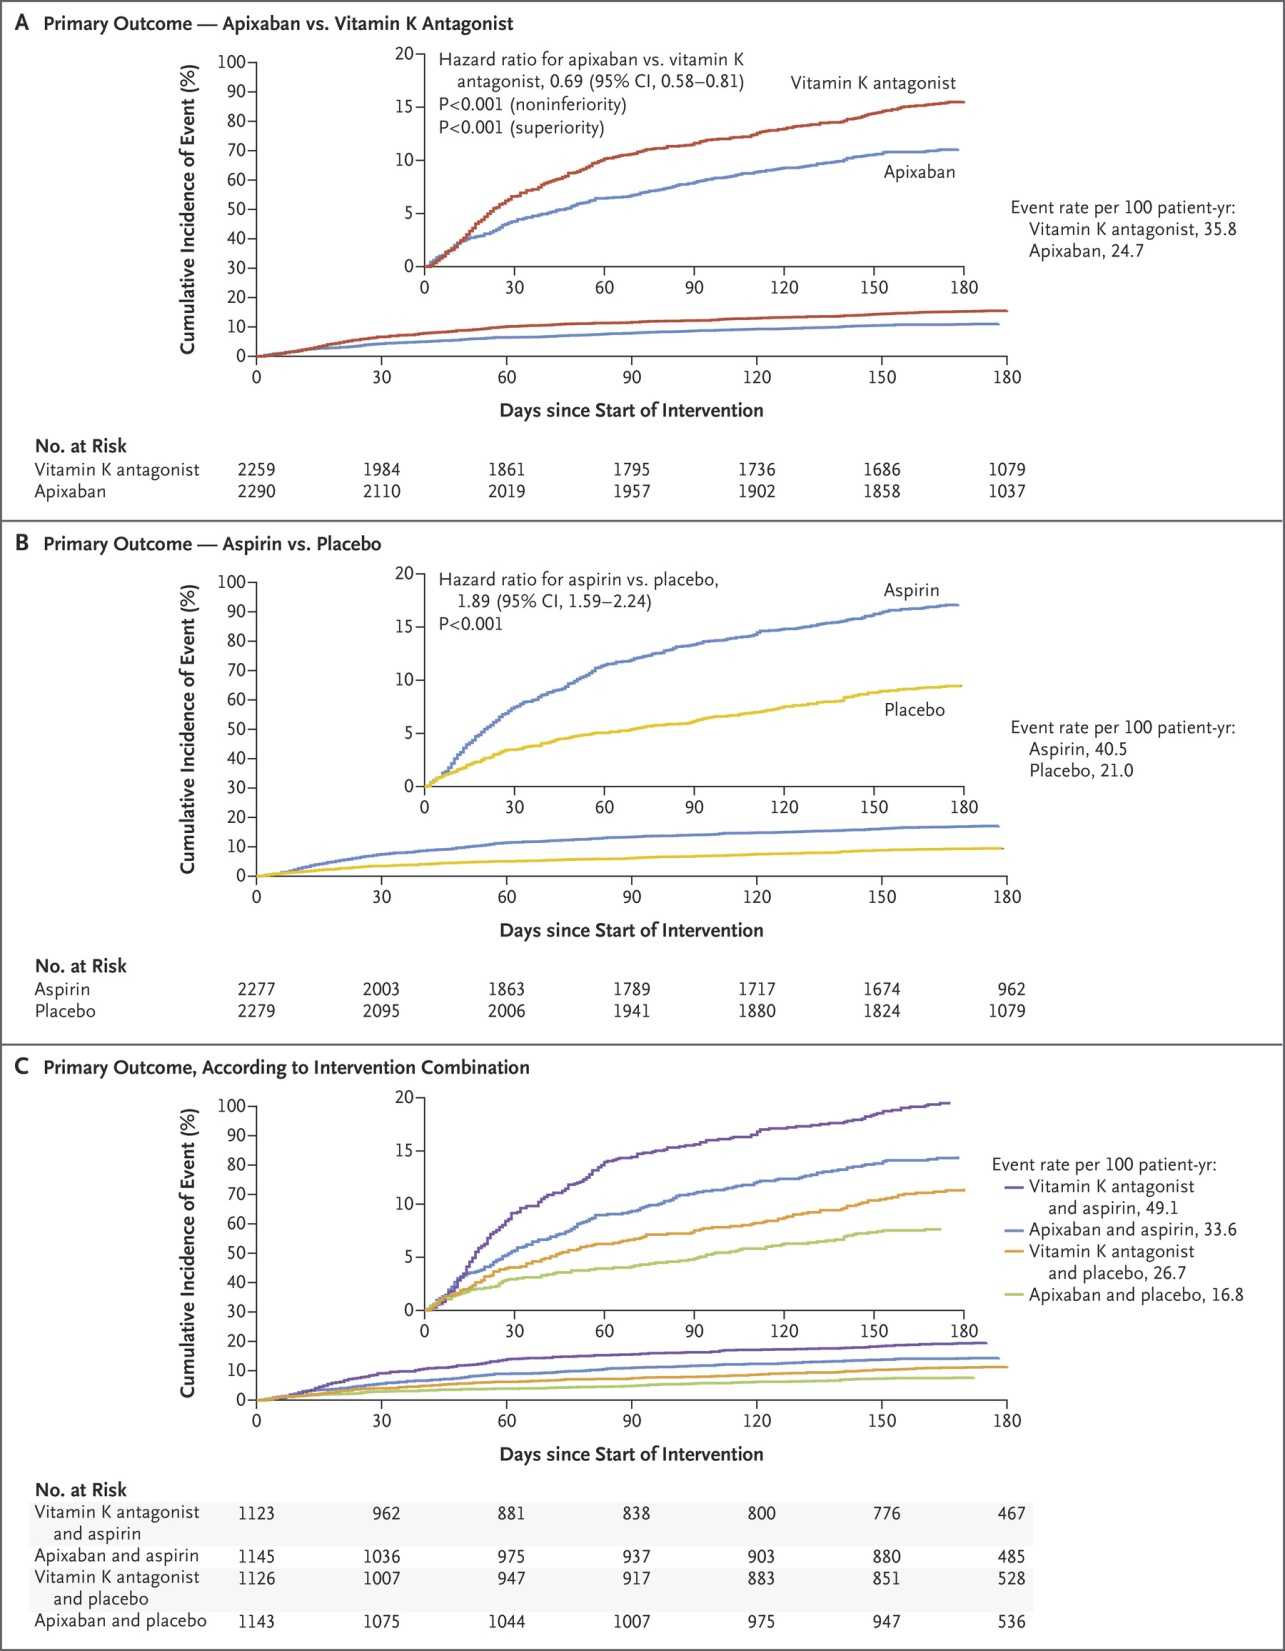 A Primary Outcome — Apixaban vs. Vitamin K Antagonist
Cumulative Incidence of Event (%)
100
90
80
70
60
50
40
30
20
10
0
0 30 60 90 120 150 180
20
15
10
5
0
0 30 60 90 120 150 180
Hazard ratio for apixaban vs. vitamin K
antagonist, 0.69 (95% CI, 0.58–0.81)
P<0.001 (noninferiority)
P<0.001 (superiority)
Vitamin K antagonist
Apixaban
Event rate per 100 patient-yr:
Vitamin K antagonist, 35.8
Apixaban, 24.7
Days since Start of Intervention
No. at Risk
Vitamin K antagonist 2259 1984 1861 1795 1736 1686 1079
Apixaban 2290 2110 2019 1957 1902 1858 1037
B Primary Outcome — Aspirin vs. Placebo
Cumulative Incidence of Event (%)
100
90
80
70
60
50
40
30
20
10
0
0 30 60 90 120 150 180
20
15
10
5
0
0 30 60 90 120 150 180
Hazard ratio for aspirin vs. placebo,
1.89 (95% CI, 1.59–2.24)
P<0.001
Aspirin
Placebo
Event rate per 100 patient-yr:
Aspirin, 40.5
Placebo, 21.0
Days since Start of Intervention
No. at Risk
Aspirin 2277 2003 1863 1789 1717 1674 962
Placebo 2279 2095 2006 1941 1880 1824 1079
C Primary Outcome, According to Intervention Combination
Cumulative Incidence of Event (%)
100
90
80
70
60
50
40
30
20
10
0
0 30 60 90 120 150 180
20
15
10
5
0
0 30 60 90 120 150 180
Event rate per 100 patient-yr:
Vitamin K antagonist
and aspirin, 49.1
Apixaban and aspirin, 33.6
Vitamin K antagonist
and placebo, 26.7
Apixaban and placebo, 16.8
Days since Start of Intervention
No. at Risk
Vitamin K antagonist 1123 962 881 838 800 776 467
and aspirin
Apixaban and aspirin 1145 1036 975 937 903 880 485
Vitamin K antagonist 1126 1007 947 917 883 851 528
and placebo
Apixaban and placebo 1143 1075 1044 1007 975 947 536